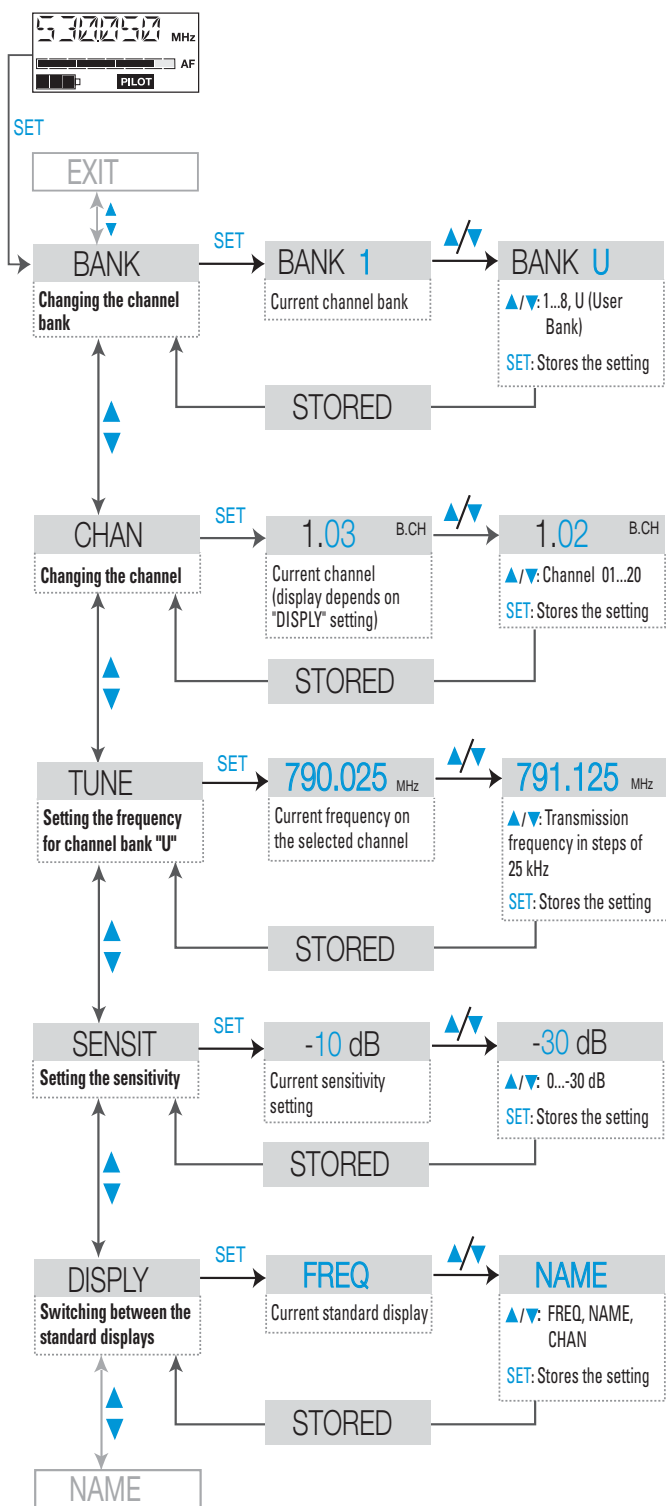 530.050 MHz
AF
PILOT
SET
EXIT
BANK
Changing the channel
bank
SET
BANK 1
Current channel bank
BANK U
▲/▼: 1...8, U (User
Bank)
SET: Stores the setting
STORED
CHAN
Changing the channel
SET
1.03 B.CH
Current channel
(display depends on
"DISPLY" setting)
1.02 B.CH
▲/▼: Channel 01...20
SET: Stores the setting
STORED
TUNE
Setting the frequency
for channel bank "U"
SET
790.025 MHz
Current frequency on
the selected channel
791.125 MHz
▲/▼: Transmission
frequency in steps of
25 kHz
SET: Stores the setting
STORED
SENSIT
Setting the sensitivity
SET
-10 dB
Current sensitivity
setting
-30 dB
▲/▼: 0...-30 dB
SET: Stores the setting
STORED
DISPLY
Switching between the
standard displays
SET
FREQ
Current standard display
NAME
▲/▼: FREQ, NAME,
CHAN
SET: Stores the setting
STORED
NAME